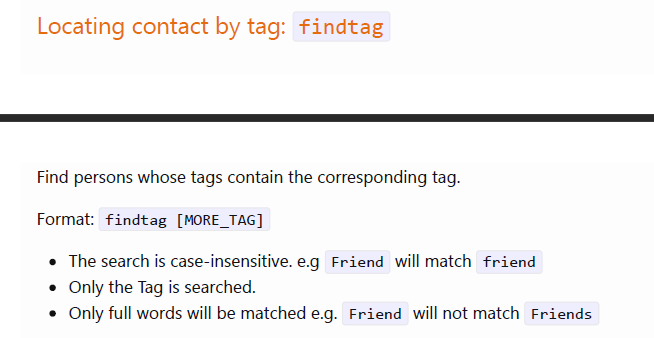 Locating contact by tag: findtag
Find persons whose tags contain the corresponding tag.
Format: findtag [MORE_TAG]
• The search is case-insensitive. e.g Friend will match friend
• Only the Tag is searched.
• Only full words will be matched e.g. Friend will not match Friends